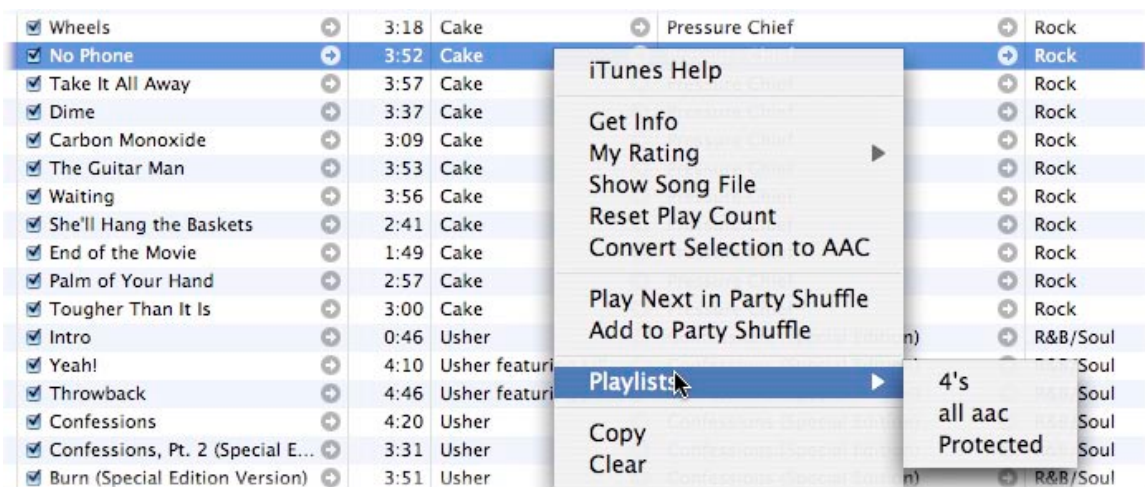 Wheels 3:18 Cake Pressure Chief Rock
No Phone 3:52 Cake Rock
Take It All Away 3:57 Cake Rock
Dime 3:37 Cake Rock
Carbon Monoxide 3:09 Cake Rock
The Guitar Man 3:53 Cake Rock
Waiting 3:56 Cake Rock
She'll Hang the Baskets 2:41 Cake Rock
End of the Movie 1:49 Cake Rock
Palm of Your Hand 2:57 Cake Rock
Tougher Than It Is 3:00 Cake Rock
Intro 0:46 Usher R&B/Soul
Yeah! 4:10 Usher featuri Soul
Throwback 4:46 Usher featuri Soul
Confessions 4:20 Usher Soul
Confessions, Pt. 2 (Special E... 3:31 Usher Soul
Burn (Special Edition Version) 3:51 Usher R&B/Soul
iTunes Help
Get Info
My Rating
Show Song File
Reset Play Count
Convert Selection to AAC
Play Next in Party Shuffle
Add to Party Shuffle
Playlists
Copy
Clear
4's
all aac
Protected